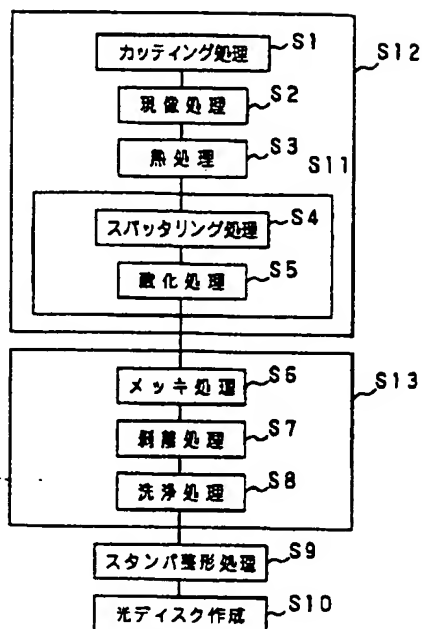 カッティング処理 S1
S12
現像処理 S2
熱処理 S3
S11
スパッタリング処理 S4
酸化処理 S5
メッキ処理 S6
S13
剥離処理 S7
洗浄処理 S8
スタンパ整形処理 S9
光ディスク作成 S10